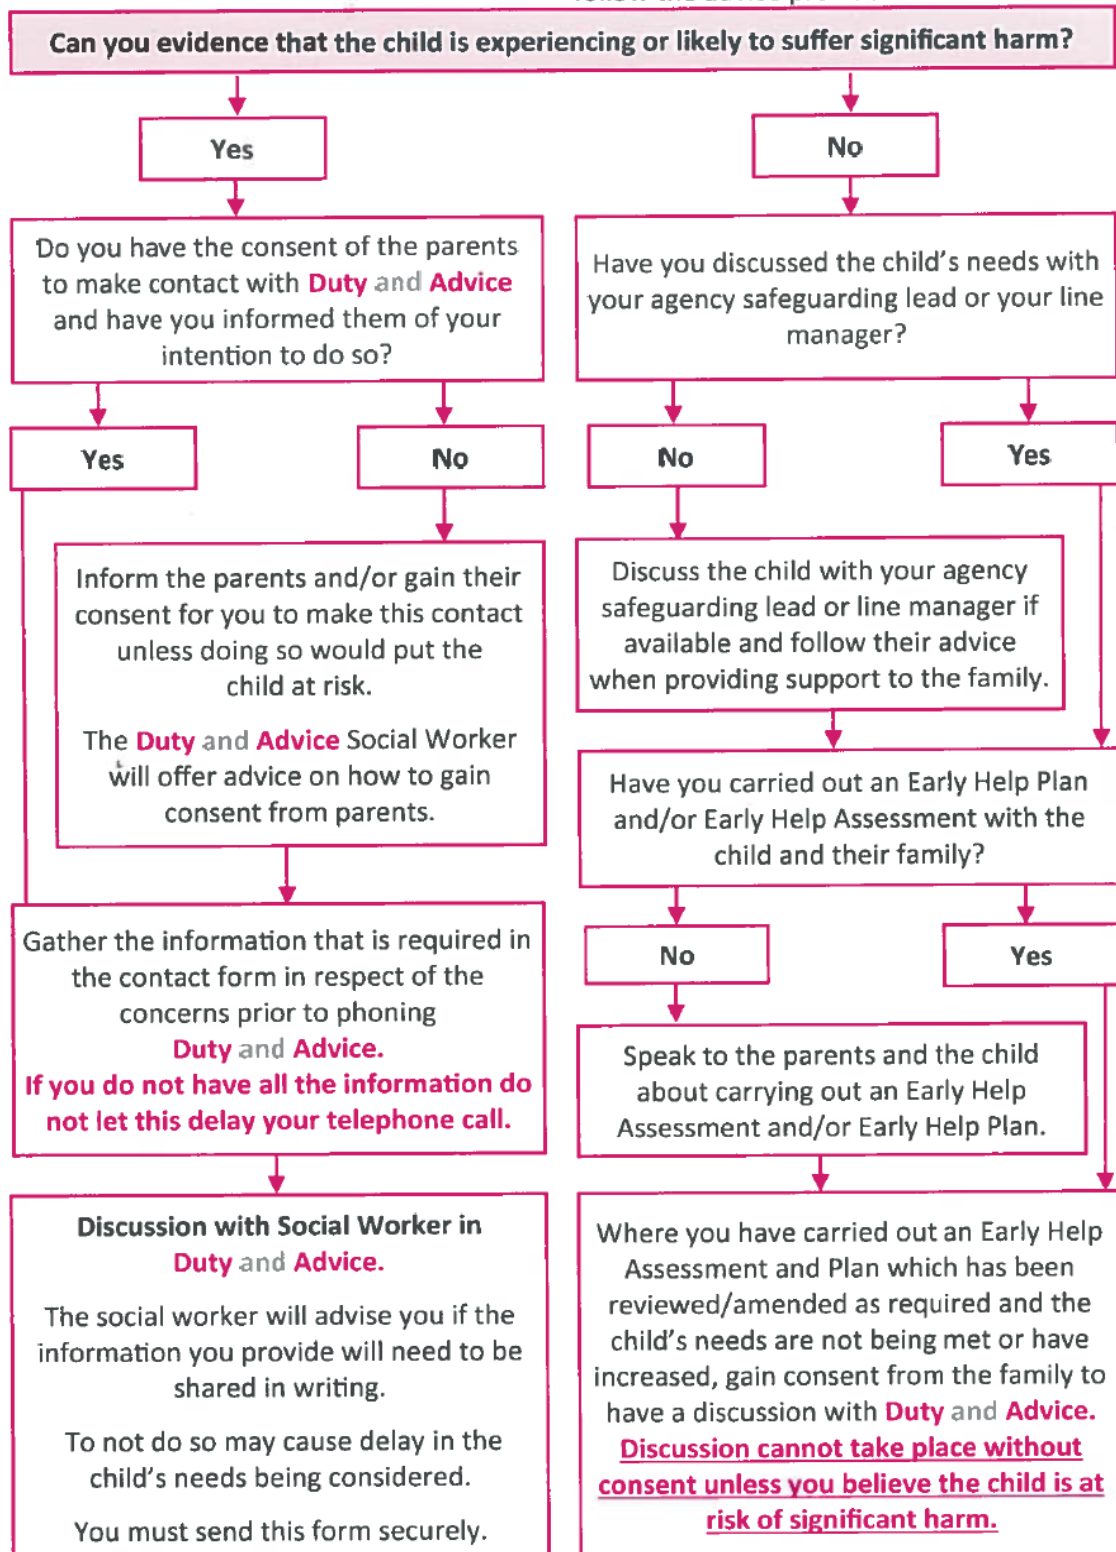 follow the advice pro
Can you evidence that the child is experiencing or likely to suffer significant harm?
Yes
No
Do you have the consent of the parents
to make contact with Duty and Advice
and have you informed them of your
intention to do so?
Have you discussed the child's needs with
your agency safeguarding lead or your line
manager?
Yes
No
No
Yes
Inform the parents and/or gain their
consent for you to make this contact
unless doing so would put the
child at risk.
The Duty and Advice Social Worker
will offer advice on how to gain
consent from parents.
Discuss the child with your agency
safeguarding lead or line manager if
available and follow their advice
when providing support to the family.
Have you carried out an Early Help Plan
and/or Early Help Assessment with the
child and their family?
Gather the information that is required in
the contact form in respect of the
concerns prior to phoning
Duty and Advice.
If you do not have all the information do
not let this delay your telephone call.
No
Yes
Speak to the parents and the child
about carrying out an Early Help
Assessment and/or Early Help Plan.
Discussion with Social Worker in
Duty and Advice.
The social worker will advise you if the
information you provide will need to be
shared in writing.
To not do so may cause delay in the
child's needs being considered.
You must send this form securely.
Where you have carried out an Early Help
Assessment and Plan which has been
reviewed/amended as required and the
child's needs are not being met or have
increased, gain consent from the family to
have a discussion with Duty and Advice.
Discussion cannot take place without
consent unless you believe the child is at
risk of significant harm.